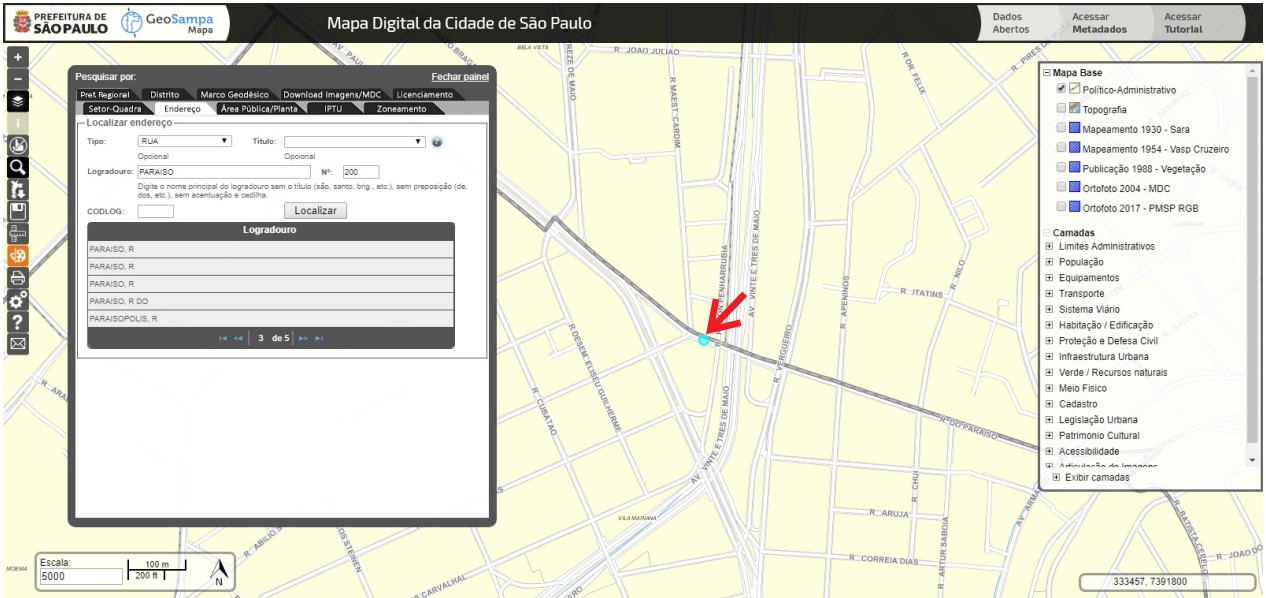 PREFEITURA DE
SÃO PAULO
GeoSampa
Mapa
Mapa Digital da Cidade de São Paulo
Dados
Abertos
Acessar
Metadados
Acessar
Tutorial
Pesquisar por:
Fechar painel
Pref. Regional
Distrito
Marco Geodésico
Download Imagens/MDC
Licenciamento
Setor-Quadra
Endereço
Área Pública/Planta
IPTU
Zoneamento
Localizar endereço
Tipo: RUA
Titulo:
Opcional
Opcional
Logradouro: PARAISO
Nº: 200
Digite o nome principal do logradouro sem o título (são, santo, brig., etc.), sem preposição (de,
dos, etc.), sem acentuação e cedilha.
CODLOG:
Localizar
Logradouro
PARAISO, R
PARAISO, R
PARAISO, R
PARAISO, R DO
PARAISOPOLIS, R
3 de 5
Mapa Base
Político-Administrativo
Topografia
Mapeamento 1930 - Sara
Mapeamento 1954 - Vasp Cruzeiro
Publicação 1988 - Vegetação
Ortofoto 2004 - MDC
Ortofoto 2017 - PMSP RGB
Camadas
Limites Administrativos
População
Equipamentos
Transporte
Sistema Viário
Habitação / Edificação
Proteção e Defesa Civil
Infraestrutura Urbana
Verde / Recursos naturais
Meio Físico
Cadastro
Legislação Urbana
Patrimonio Cultural
Acessibilidade
Articulação de Imagens
Exibir camadas
BELA VISTA
R JOAO JULIAO
R MAEST. CARDIM
R DR. FELIX
AV VINTE E TRES DE MAIO
R APENINOS
R ITATINS
R NILO
R VERGUEIRO
R DESEM. ELISEU GUILHERME
R CUBATAO
AV VINTE E TRES DE MAIO
R DO PARAISO
R CHUI
R ARUJA
VILA MARIANA
R CORREIA DIAS
R ARTUR SABOIA
MOEMA
Escala:
5000
100 m
200 ft
N
333457, 7391800